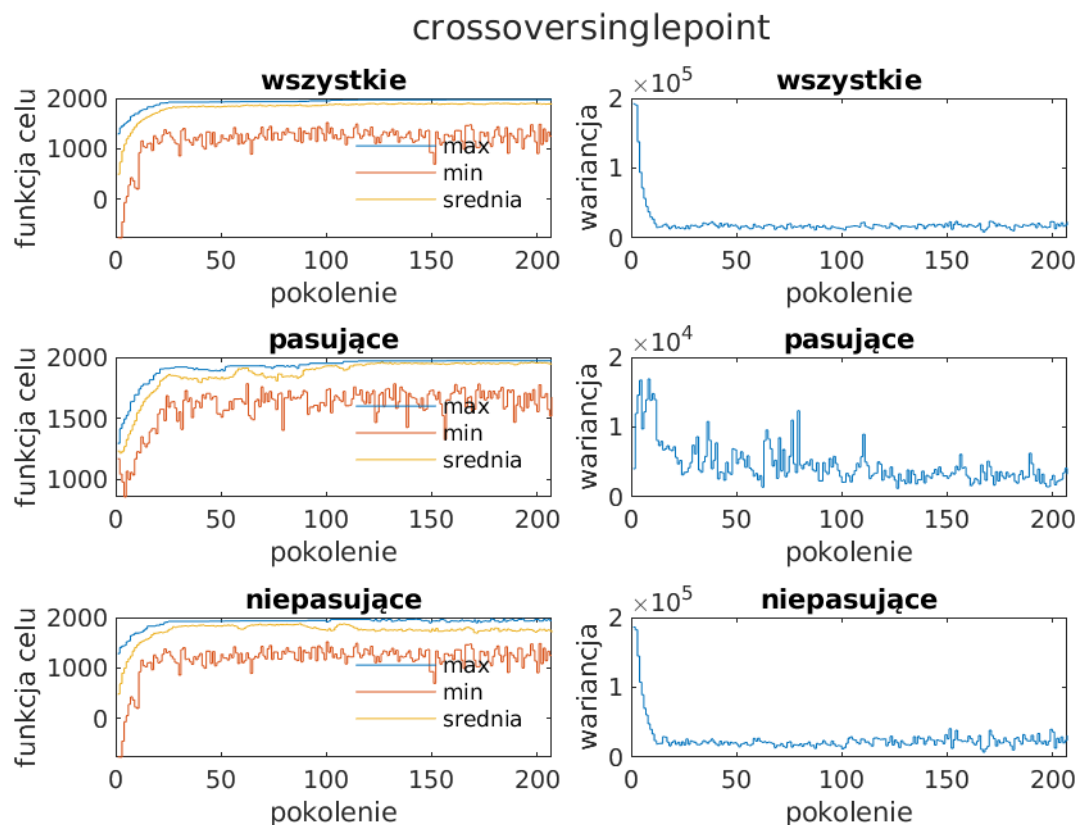 crossoversinglepoint
wszystkie
funkcja celu
2000
1000
0
max
min
srednia
0 50 100 150 200
pokolenie
wszystkie
×10^5
wariancja
2
1
0
0 50 100 150 200
pokolenie
pasujące
funkcja celu
2000
1500
1000
max
min
srednia
0 50 100 150 200
pokolenie
pasujące
×10^4
wariancja
2
1
0
0 50 100 150 200
pokolenie
niepasujące
funkcja celu
2000
1000
0
max
min
srednia
0 50 100 150 200
pokolenie
niepasujące
×10^5
wariancja
2
1
0
0 50 100 150 200
pokolenie